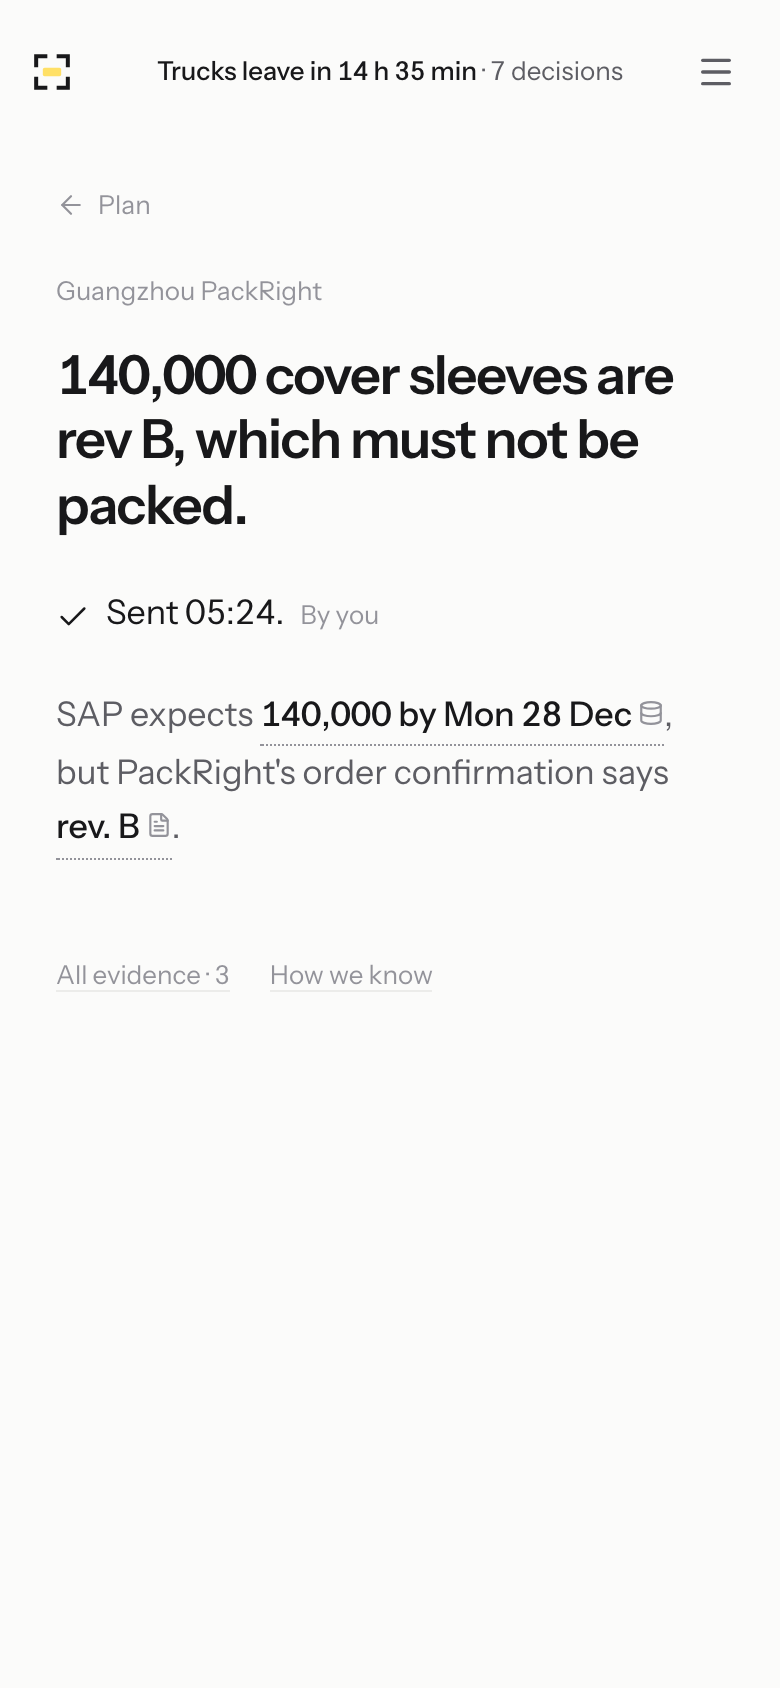 Trucks leave in 14 h 35 min · 7 decisions
Plan
Guangzhou PackRight
140,000 cover sleeves are
rev B, which must not be
packed.
Sent 05:24. By you
SAP expects 140,000 by Mon 28 Dec,
but PackRight's order confirmation says
rev. B.
All evidence · 3 How we know